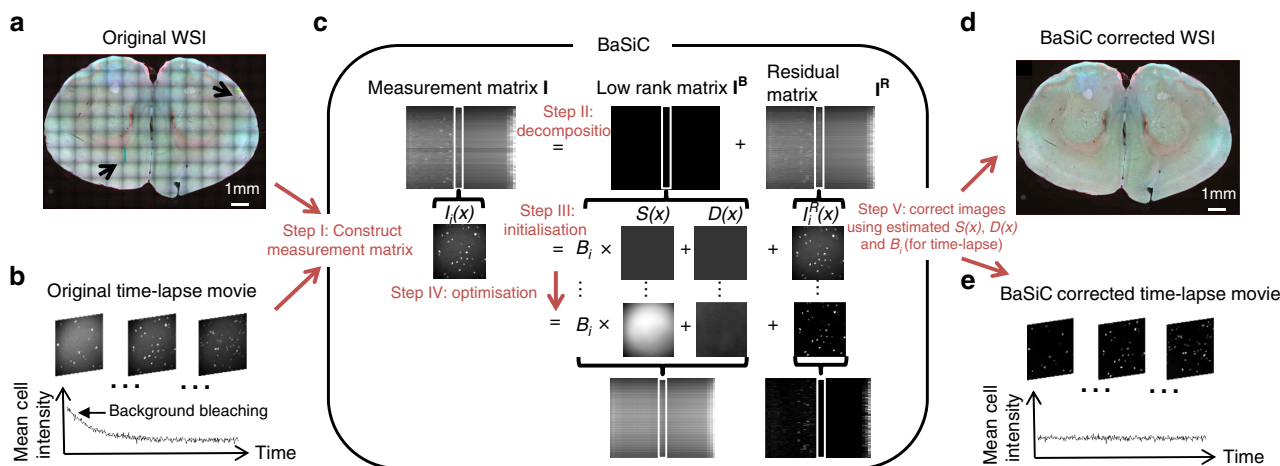 a
Original WSI
1mm
b
Original time-lapse movie
...
...
Background bleaching
Mean cell
intensity
Time
Step I: Construct
measurement matrix
c
BaSiC
Measurement matrix I
Step II:
decompositio
Low rank matrix I^B
Residual
matrix I^R
=
+
I_i(x)
Step III:
initialisation
S(x)
D(x)
I_i^R(x)
= B_i × + +
Step IV: optimisation
⋮ ⋮ ⋮ ⋮
= B_i × + +
Step V: correct images
using estimated S(x), D(x)
and B_i (for time-lapse)
d
BaSiC corrected WSI
1mm
e
BaSiC corrected time-lapse movie
...
...
Mean cell
intensity
Time